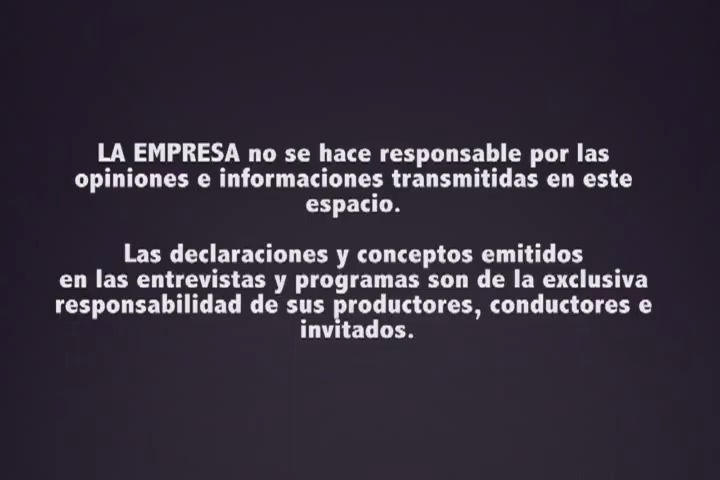 LA EMPRESA no se hace responsable por las
opiniones e informaciones transmitidas en este
espacio.
Las declaraciones y conceptos emitidos
en las entrevistas y programas son de la exclusiva
responsabilidad de sus productores, conductores e
invitados.